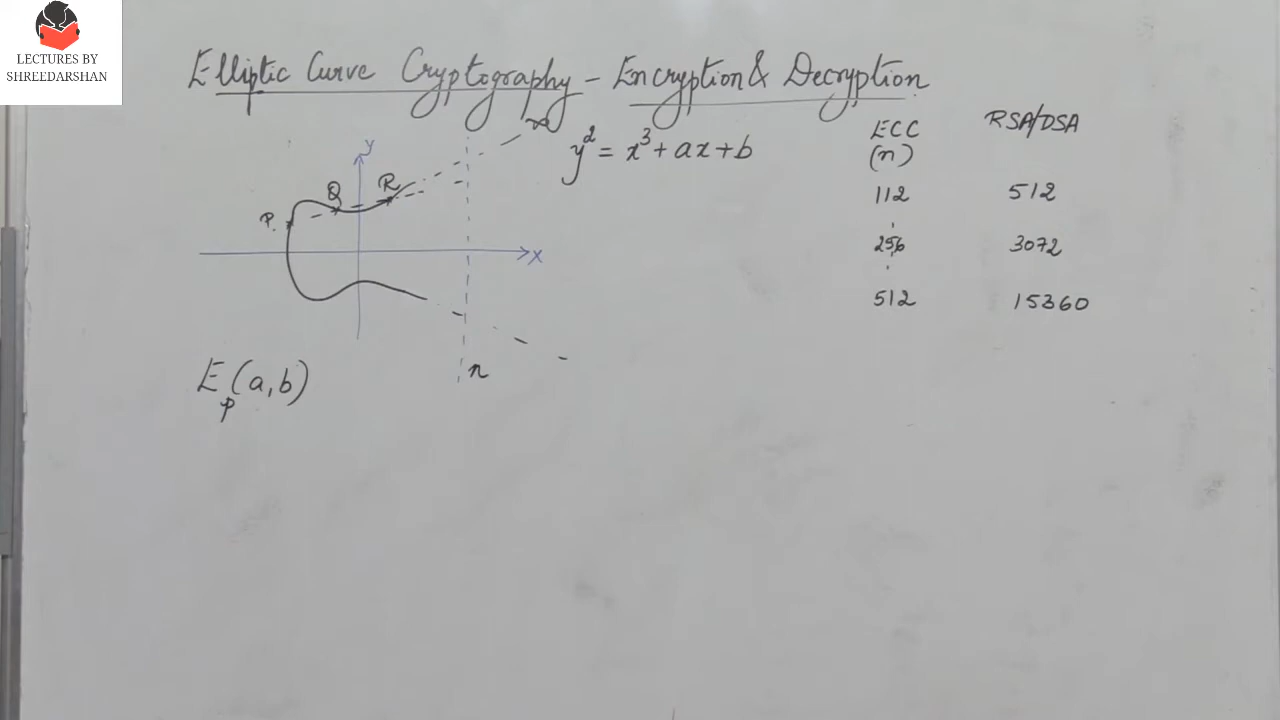 LECTURES BY
SHREEDARSHAN
Elliptic Curve Cryptography - Encryption & Decryption
y² = x³ + ax + b
ECC RSA/DSA
(n)
112 512
256 3072
512 15360
y
P Q R
∞
x
n
E_p(a,b)